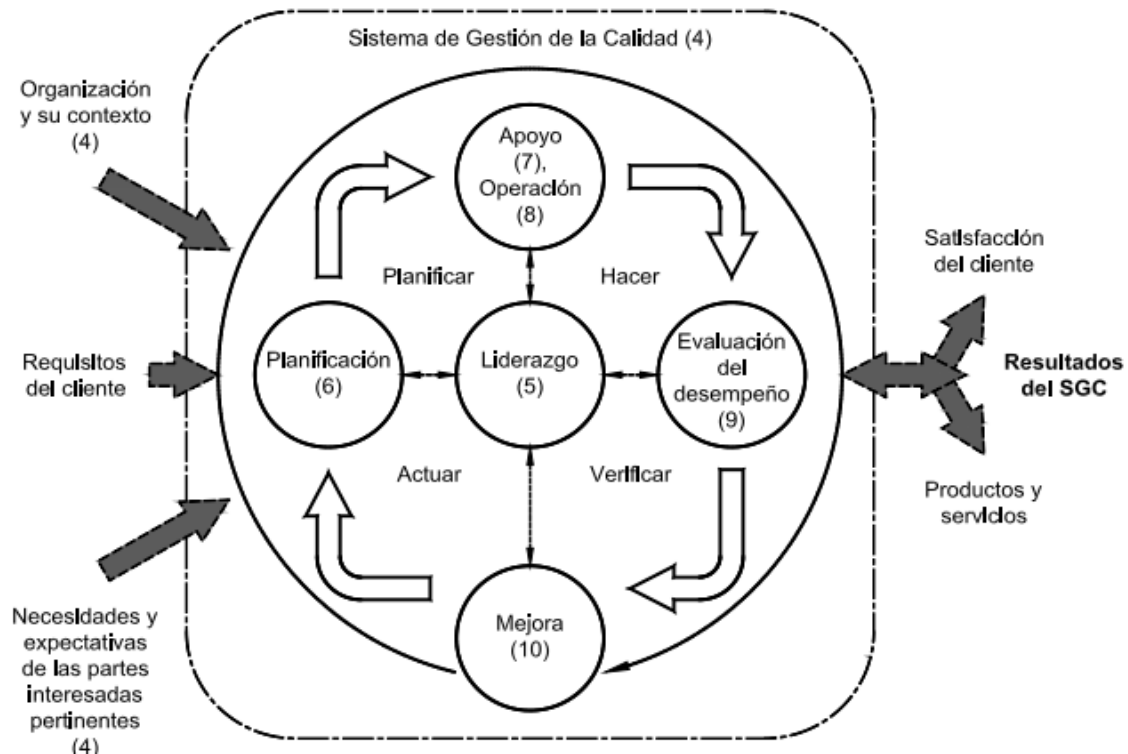 Sistema de Gestión de la Calidad (4)
Organización
y su contexto
(4)
Apoyo
(7),
Operación
(8)
Satisfacción
del cliente
Planificar
Hacer
Requisitos
del cliente
Planificación
(6)
Liderazgo
(5)
Evaluación
del
desempeño
(9)
Resultados
del SGC
Actuar
Verificar
Productos y
servicios
Necesidades y
expectativas
de las partes
interesadas
pertinentes
(4)
Mejora
(10)